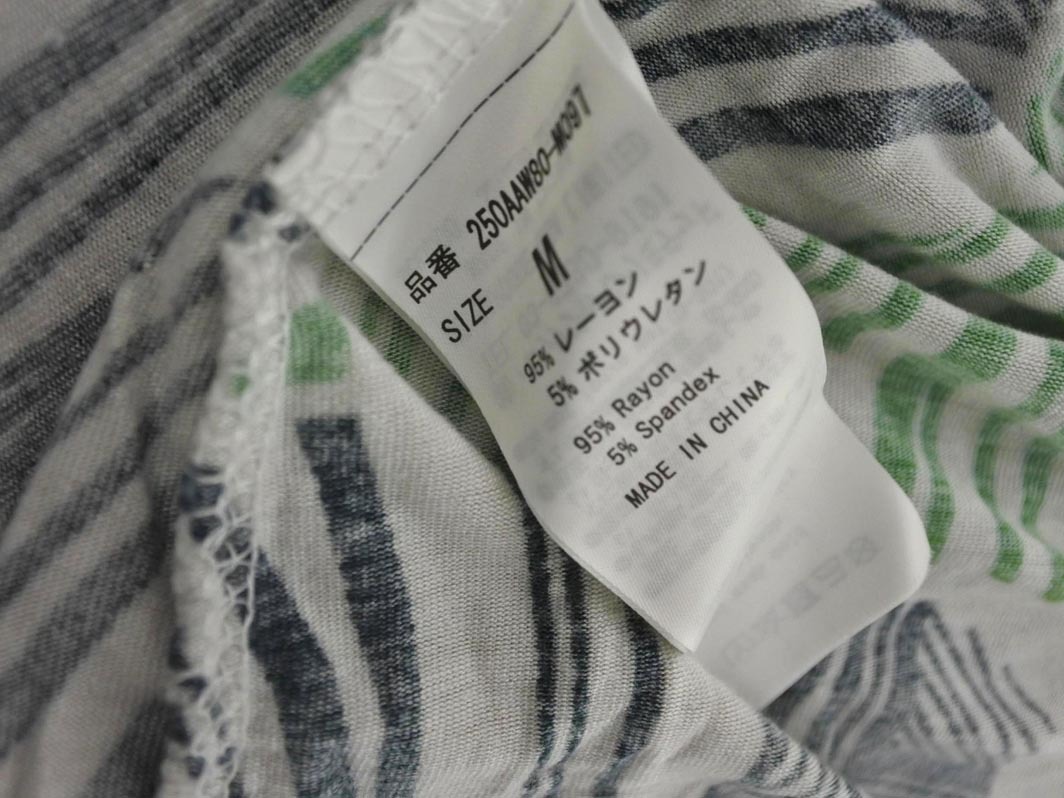 品番 250AAW80-M097
SIZE M
95% レーヨン
5% ポリウレタン
95% Rayon
5% Spandex
MADE IN CHINA